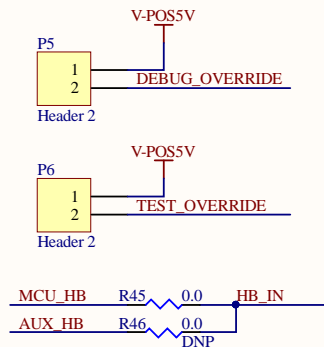 V-POS5V
P5
1
2
DEBUG_OVERRIDE
Header 2
V-POS5V
P6
1
2
TEST_OVERRIDE
Header 2
MCU_HB R45 0.0 HB_IN
AUX_HB R46 0.0
DNP